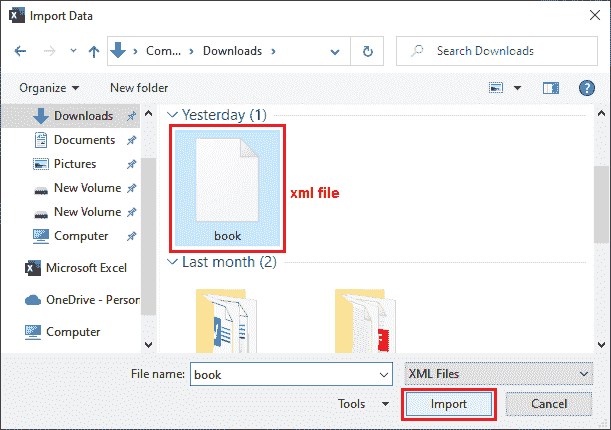 Import Data
Com... Downloads
Search Downloads
Organize New folder
Downloads
Documents
Pictures
New Volume
New Volume
Computer
Microsoft Excel
OneDrive - Person
Computer
Yesterday (1)
book
xml file
Last month (2)
File name: book XML Files
Tools Import Cancel